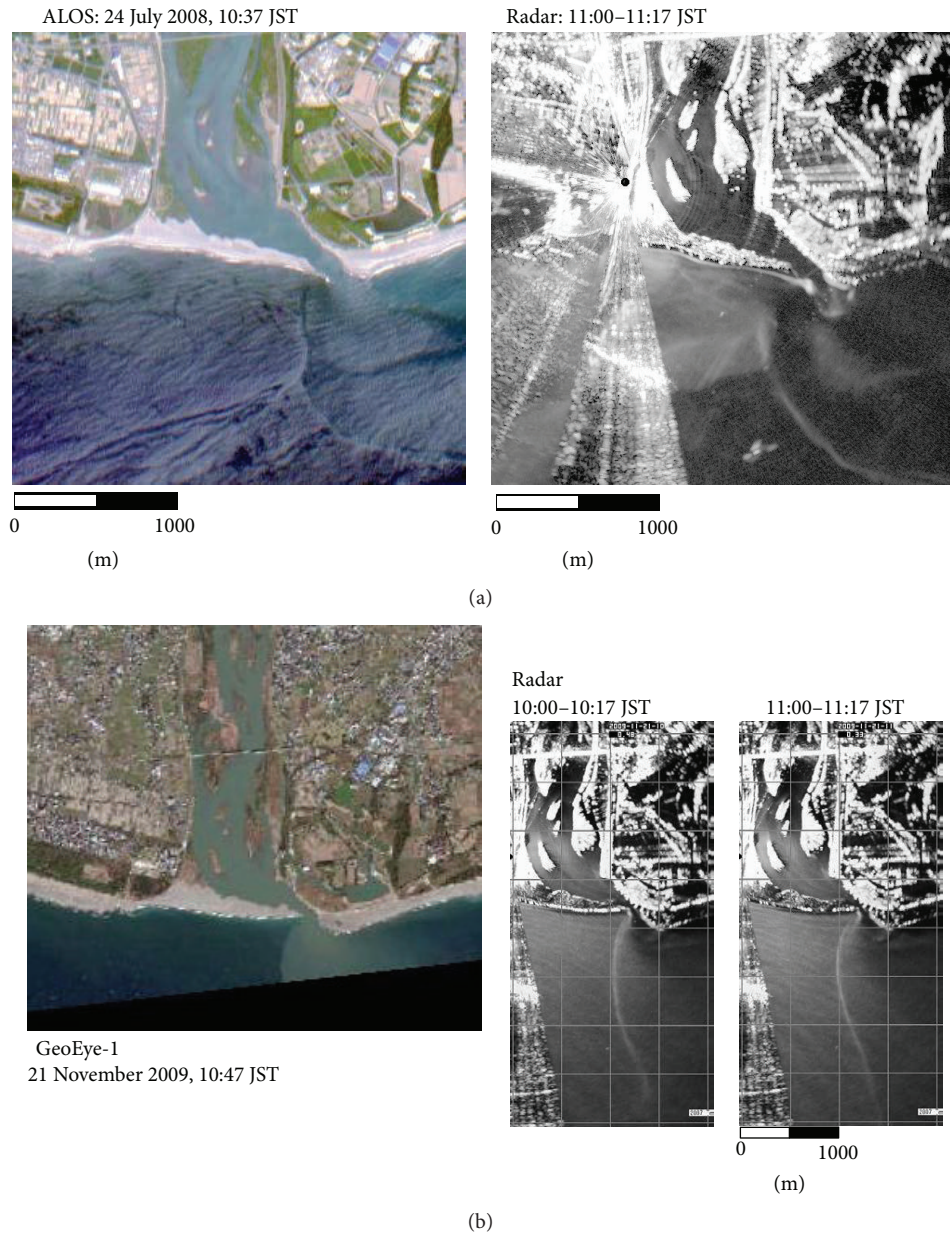 ALOS: 24 July 2008, 10:37 JST
Radar: 11:00–11:17 JST
0 1000
(m)
0 1000
(m)
(a)
Radar
10:00–10:17 JST
11:00–11:17 JST
GeoEye-1
21 November 2009, 10:47 JST
2007
2007
0 1000
(m)
(b)